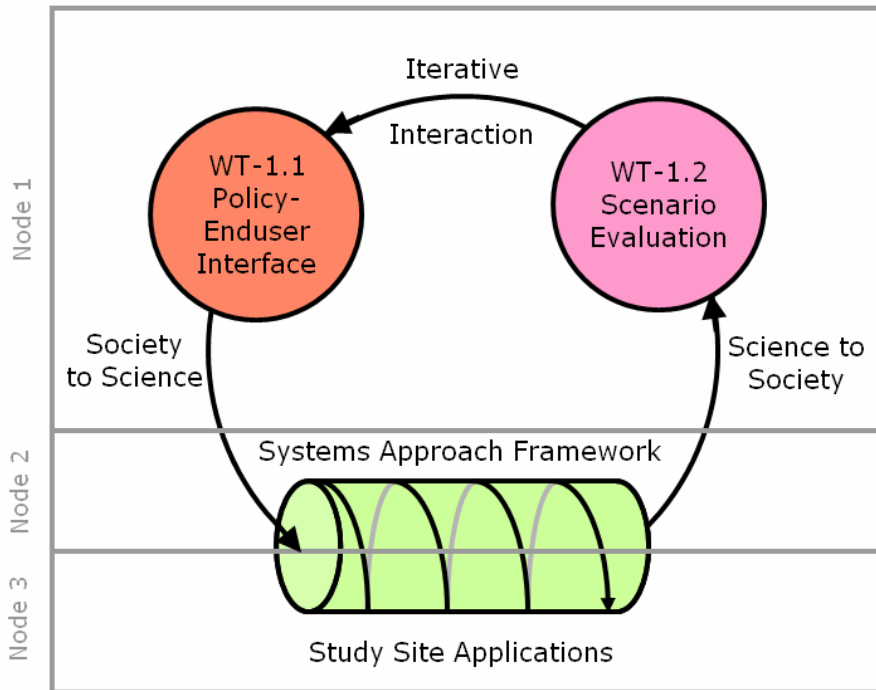 Iterative
Interaction
WT-1.1
Policy-
Enduser
Interface
WT-1.2
Scenario
Evaluation
Node 1
Society
to Science
Science to
Society
Systems Approach Framework
Node 2
Node 3
Study Site Applications